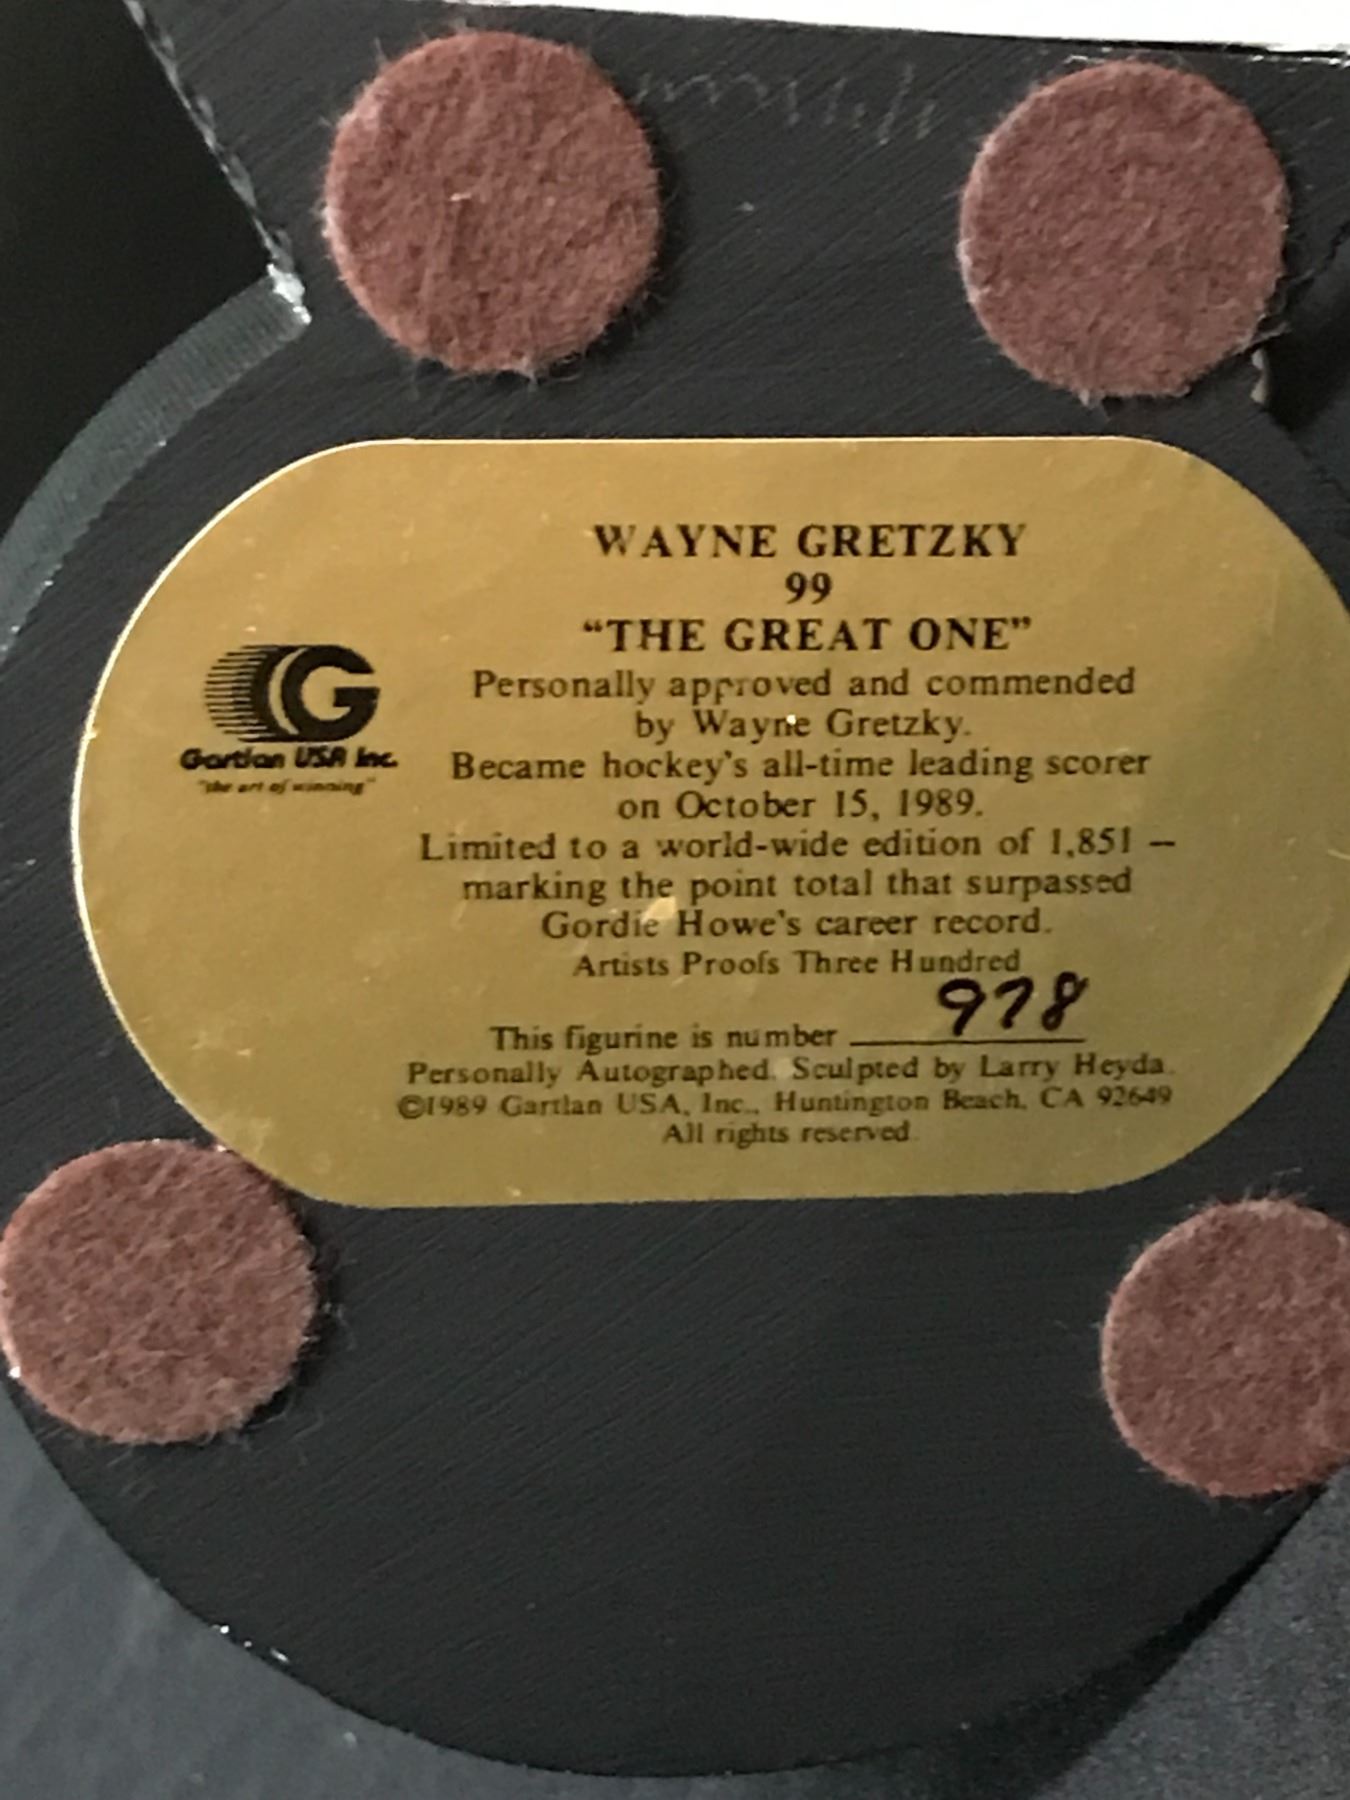 WAYNE GRETZKY
99
"THE GREAT ONE"
Personally approved and commended
by Wayne Gretzky.
Became hockey's all-time leading scorer
on October 15, 1989.
Limited to a world-wide edition of 1,851 —
marking the point total that surpassed
Gordie Howe's career record.
Artists Proofs Three Hundred
This figurine is number 978
Personally Autographed. Sculpted by Larry Heyda.
©1989 Gartlan USA, Inc., Huntington Beach, CA 92649
All rights reserved.
G
Gartlan USA Inc.
"the art of winning"